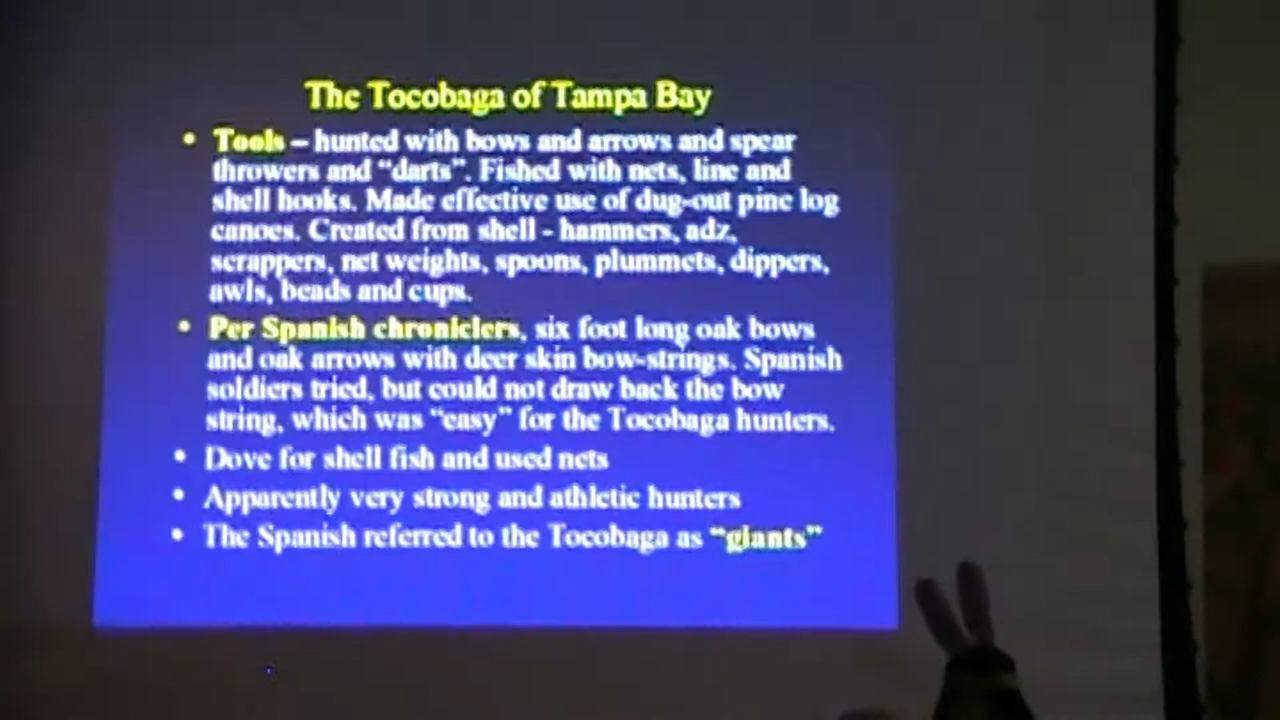 The Tocobaga of Tampa Bay
• Tools – hunted with bows and arrows and spear
throwers and “darts”. Fished with nets, line and
shell hooks. Made effective use of dug-out pine log
canoes. Created from shell - hammers, adz,
scrappers, net weights, spoons, plummets, dippers,
awls, beads and cups.
• Per Spanish chroniclers, six foot long oak bows
and oak arrows with deer skin bow-strings. Spanish
soldiers tried, but could not draw back the bow
string, which was “easy” for the Tocobaga hunters.
• Dove for shell fish and used nets
• Apparently very strong and athletic hunters
• The Spanish referred to the Tocobaga as “giants”